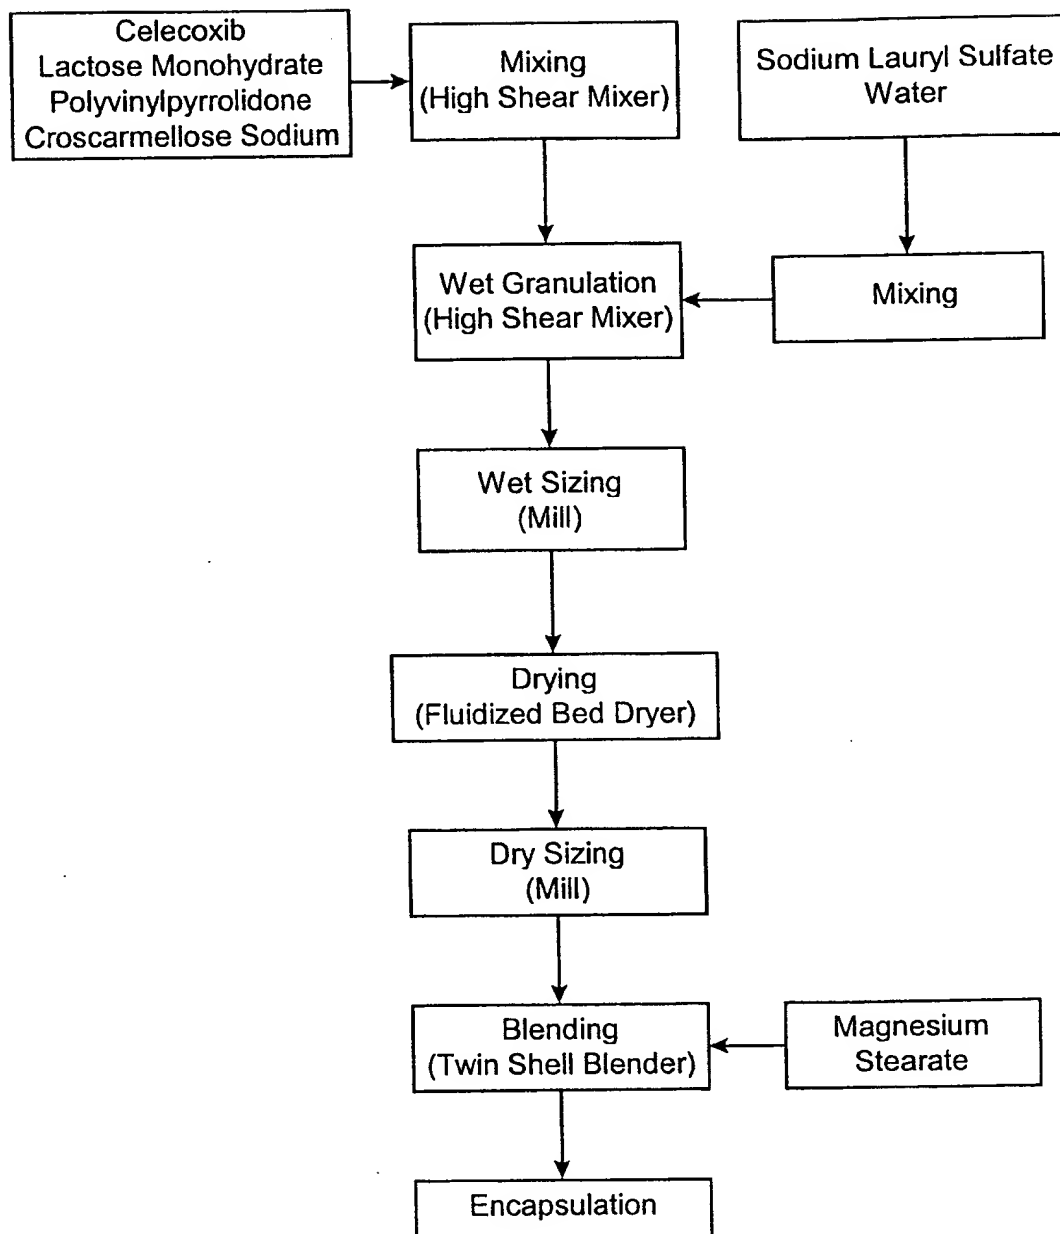 Celecoxib
Lactose Monohydrate
Polyvinylpyrrolidone
Croscarmellose Sodium
Mixing
(High Shear Mixer)
Sodium Lauryl Sulfate
Water
Wet Granulation
(High Shear Mixer)
Mixing
Wet Sizing
(Mill)
Drying
(Fluidized Bed Dryer)
Dry Sizing
(Mill)
Blending
(Twin Shell Blender)
Magnesium
Stearate
Encapsulation